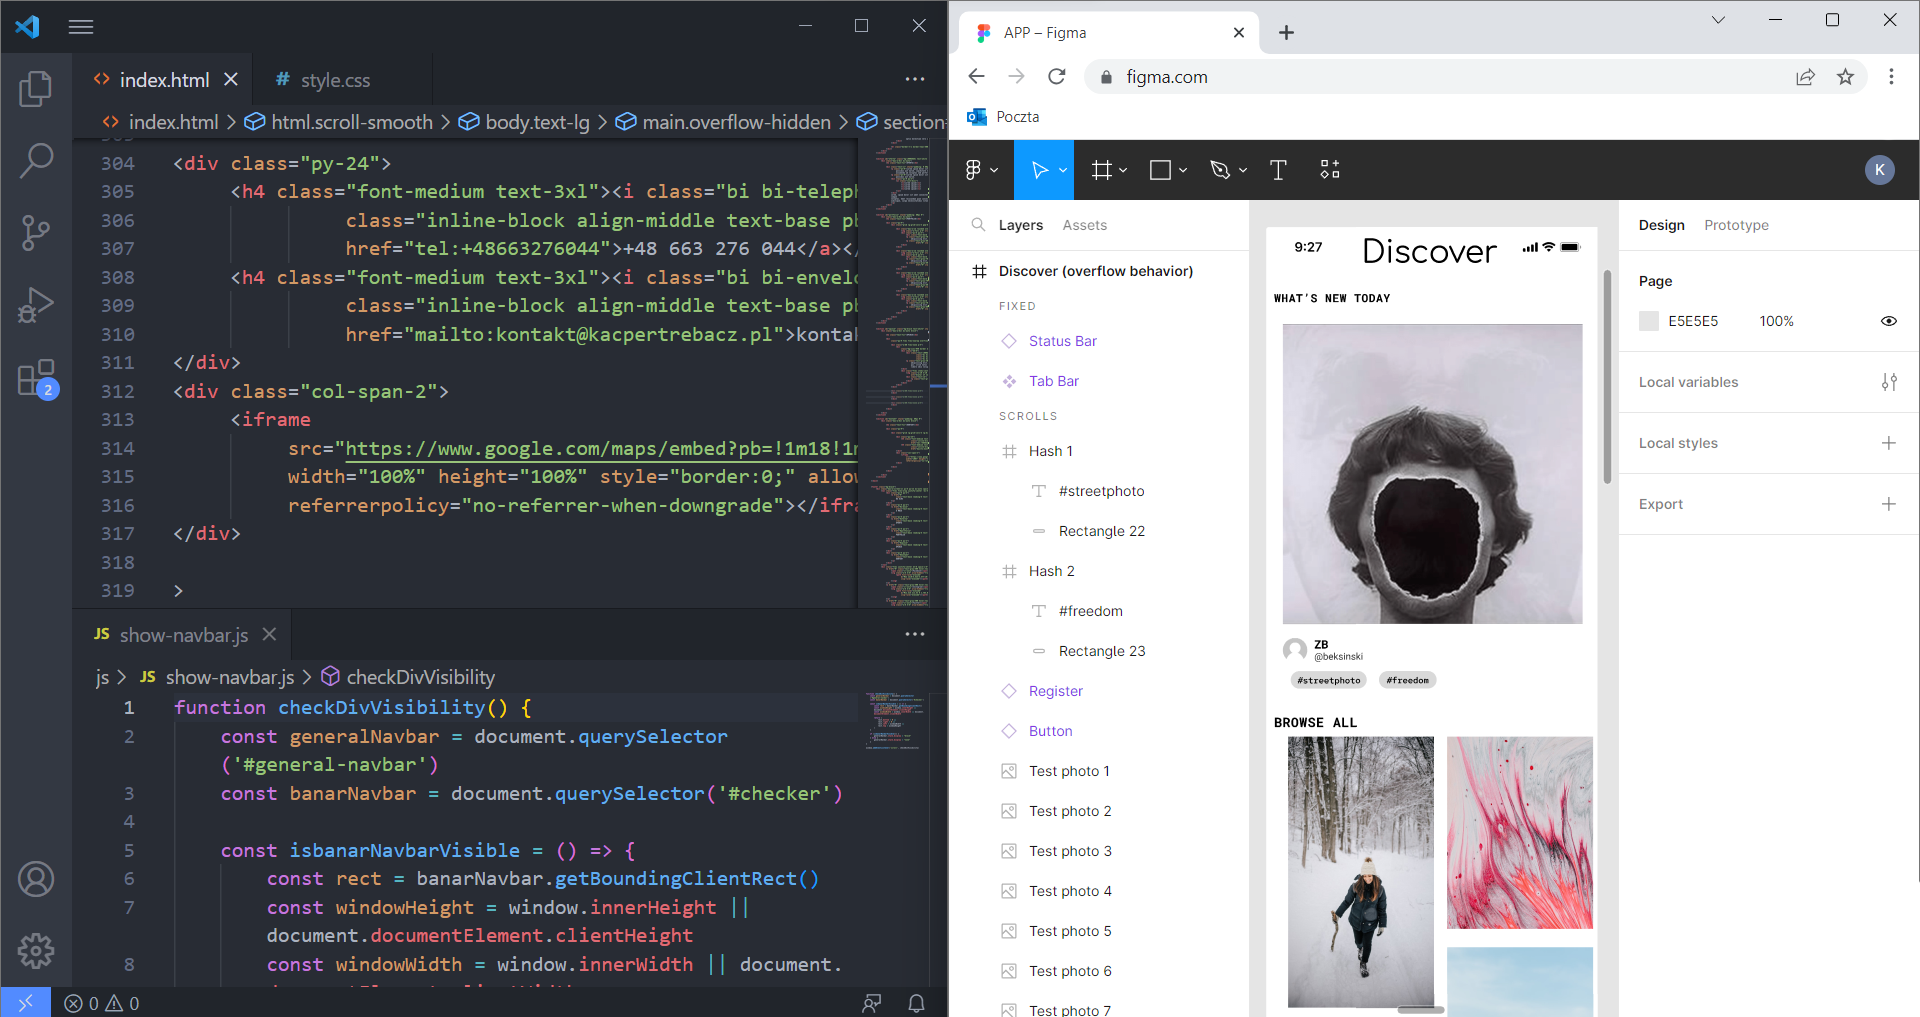 index.html
style.css
index.html > html.scroll-smooth > body.text-lg > main.overflow-hidden > section
304 <div class="py-24">
305 <h4 class="font-medium text-3xl"><i class="bi bi-teleph
306 class="inline-block align-middle text-base pb
307 href="tel:+48663276044">+48 663 276 044</a></
308 <h4 class="font-medium text-3xl"><i class="bi bi-envelo
309 class="inline-block align-middle text-base pb
310 href="mailto:kontakt@kacpertrebacz.pl">kontak
311 </div>
312 <div class="col-span-2">
313 <iframe
314 src="https://www.google.com/maps/embed?pb=!1m18!1m
315 width="100%" height="100%" style="border:0;" allow
316 referrerpolicy="no-referrer-when-downgrade"></ifra
317 </div>
318
319 >
2
JS show-navbar.js
js > JS show-navbar.js > checkDivVisibility
1 function checkDivVisibility() {
2 const generalNavbar = document.querySelector
('#general-navbar')
3 const banarNavbar = document.querySelector('#checker')
4
5 const isbanarNavbarVisible = () => {
6 const rect = banarNavbar.getBoundingClientRect()
7 const windowHeight = window.innerHeight ||
document.documentElement.clientHeight
8 const windowWidth = window.innerWidth || document.
0 0
APP – Figma
figma.com
Poczta
K
Layers
Assets
Discover (overflow behavior)
FIXED
Status Bar
Tab Bar
SCROLLS
Hash 1
#streetphoto
Rectangle 22
Hash 2
#freedom
Rectangle 23
Register
Button
Test photo 1
Test photo 2
Test photo 3
Test photo 4
Test photo 5
Test photo 6
Test photo 7
9:27
Discover
WHAT'S NEW TODAY
ZB
@beksinski
#streetphoto
#freedom
BROWSE ALL
Design
Prototype
Page
E5E5E5 100%
Local variables
Local styles
Export